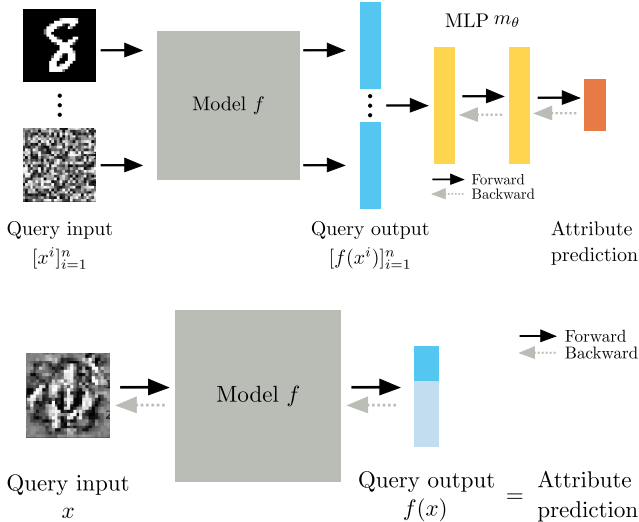 MLP m_θ
Model f
Forward
Backward
Query input
[x^i]_{i=1}^n
Query output
[f(x^i)]_{i=1}^n
Attribute
prediction
Forward
Backward
Model f
Query input
x
Query output
f(x)
=
Attribute
prediction